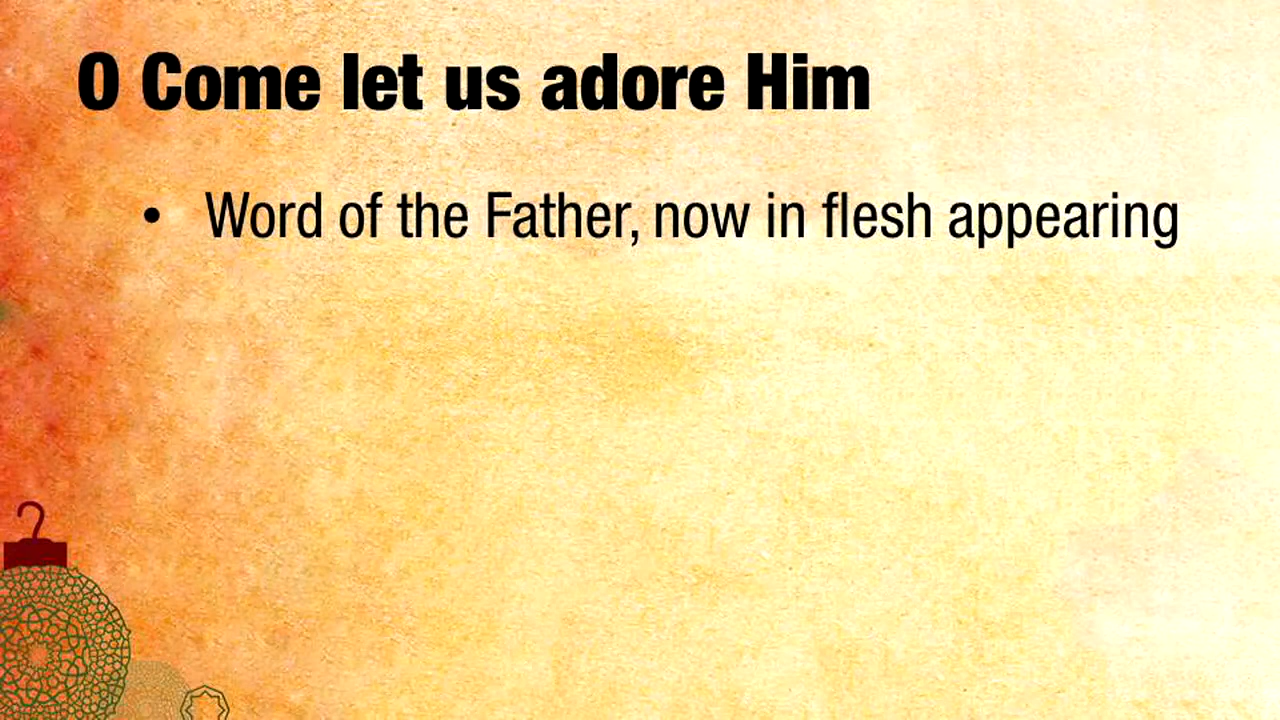 O Come let us adore Him
• Word of the Father, now in flesh appearing